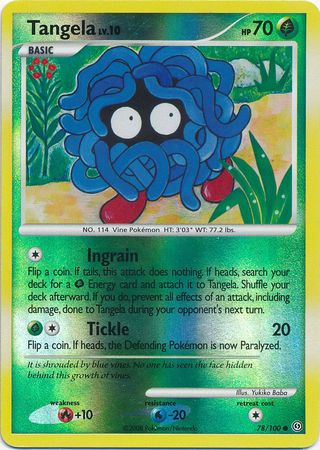 Tangela LV.10 HP 70
BASIC
NO. 114 Vine Pokémon HT: 3'03" WT: 77.2 lbs.
Ingrain
Flip a coin. If tails, this attack does nothing. If heads, search your
deck for a Energy card and attach it to Tangela. Shuffle your
deck afterward. If you do, prevent all effects of an attack, including
damage, done to Tangela during your opponent's next turn.
Tickle 20
Flip a coin. If heads, the Defending Pokémon is now Paralyzed.
It is shrouded by blue vines. No one has seen the face hidden
behind this growth of vines.
Illus. Yukiko Baba
weakness resistance retreat cost
+10 -20
©2008 Pokémon/Nintendo 78/100